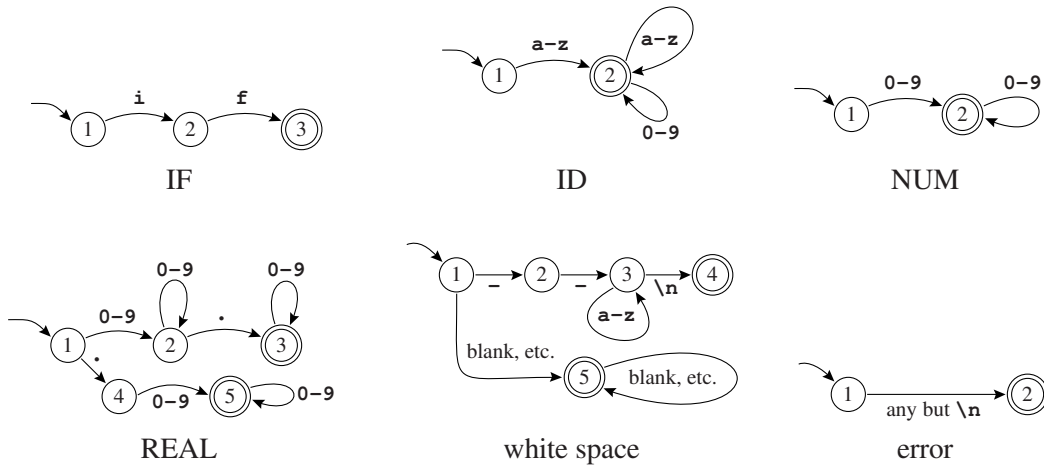 i f
1 2 3
IF
a–z a–z
1 2
0–9
ID
0–9 0–9
1 2
NUM
0–9 0–9
0–9 .
1 2 3
.
4 5 0–9
0–9
REAL
1 2 3 4
– – \n
a–z
blank, etc.
5 blank, etc.
white space
1 2
any but \n
error